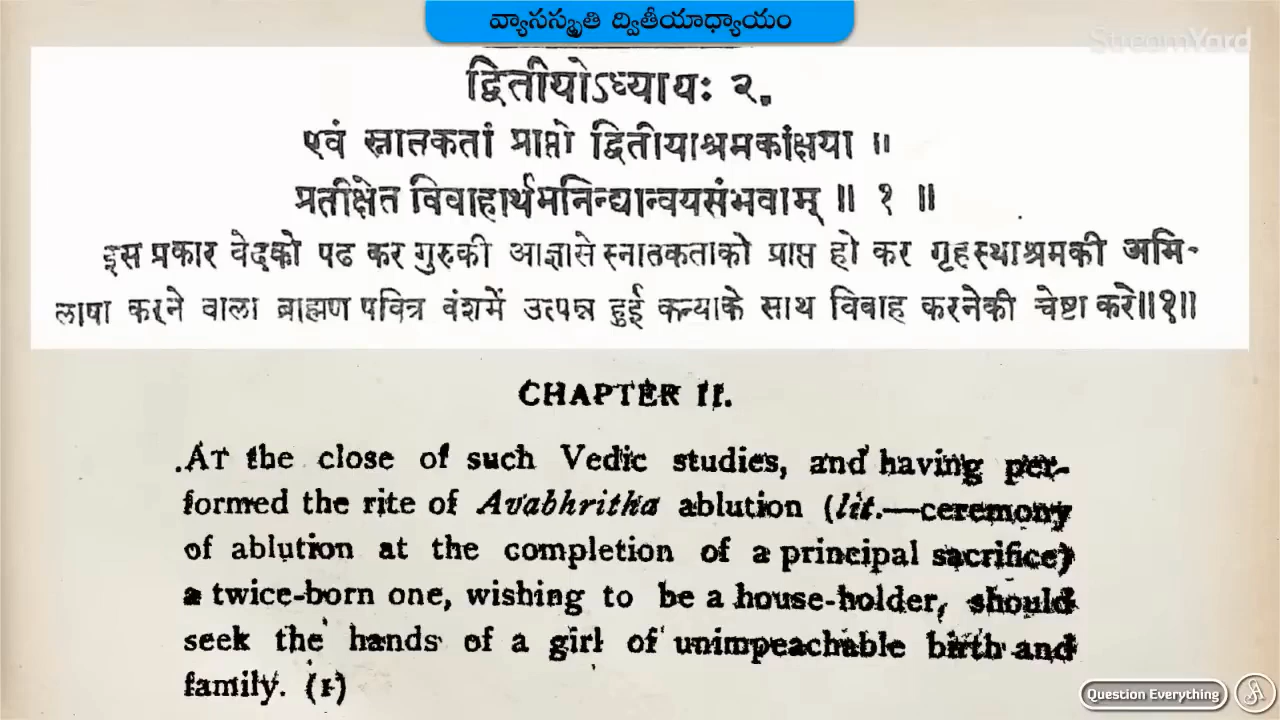 వ్యాసస్మృతి ద్వితీయాధ్యాయం
StreamYard
द्वितीयोऽध्यायः २.
एवं स्नातकतां प्राप्तो द्वितीयाश्रमकांक्षया ॥
प्रतीक्षेत विवाहार्थमनिन्द्यान्वयसंभवाम् ॥ १ ॥
इस प्रकार वेदको पढ कर गुरुकी आज्ञासे स्नातकताको प्राप्त हो कर गृहस्थाश्रमकी अभि-
लाषा करने वाला ब्राह्मण पवित्र वंशमें उत्पन्न हुई कन्याके साथ विवाह करनेकी चेष्टा करे॥१॥
CHAPTER II.
AT the close of such Vedic studies, and having per-
formed the rite of Avabhritha ablution (lit.—ceremony
of ablution at the completion of a principal sacrifice)
a twice-born one, wishing to be a house-holder, should
seek the hands of a girl of unimpeachable birth and
family. (1)
Question Everything